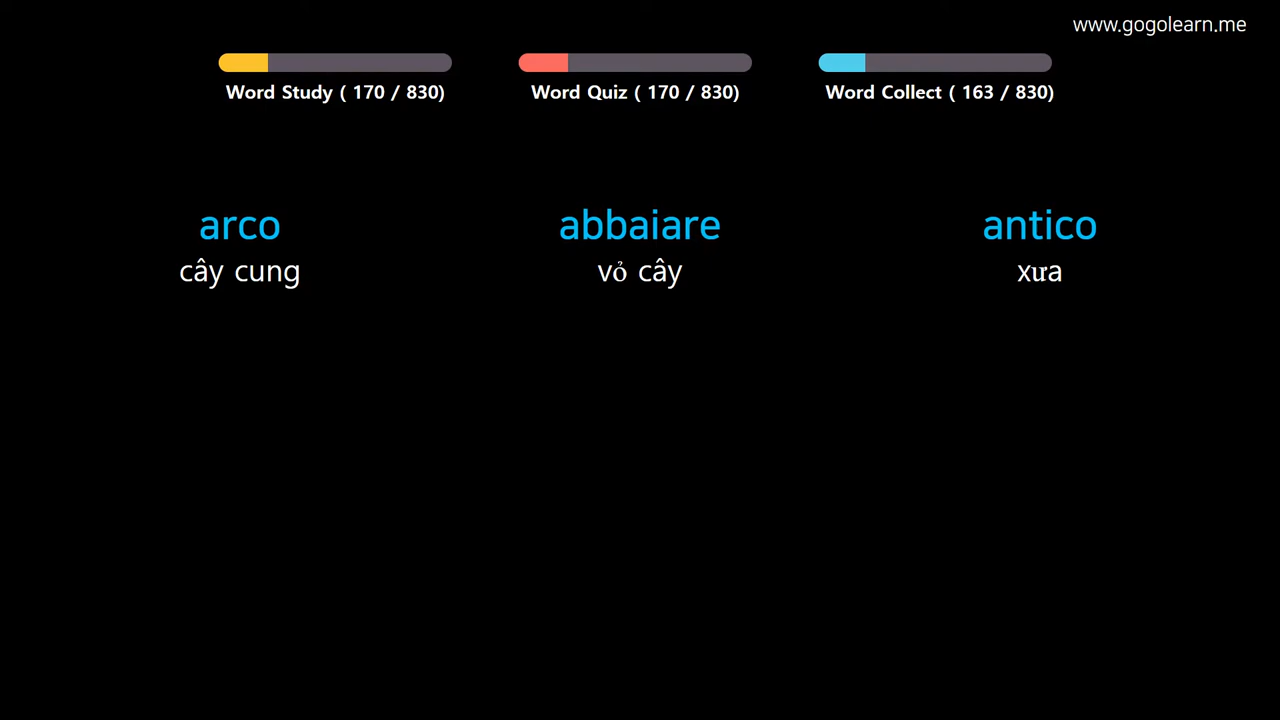 www.gogolearn.me
Word Study ( 170 / 830)
Word Quiz ( 170 / 830)
Word Collect ( 163 / 830)
arco
cây cung
abbaiare
vỏ cây
antico
xưa